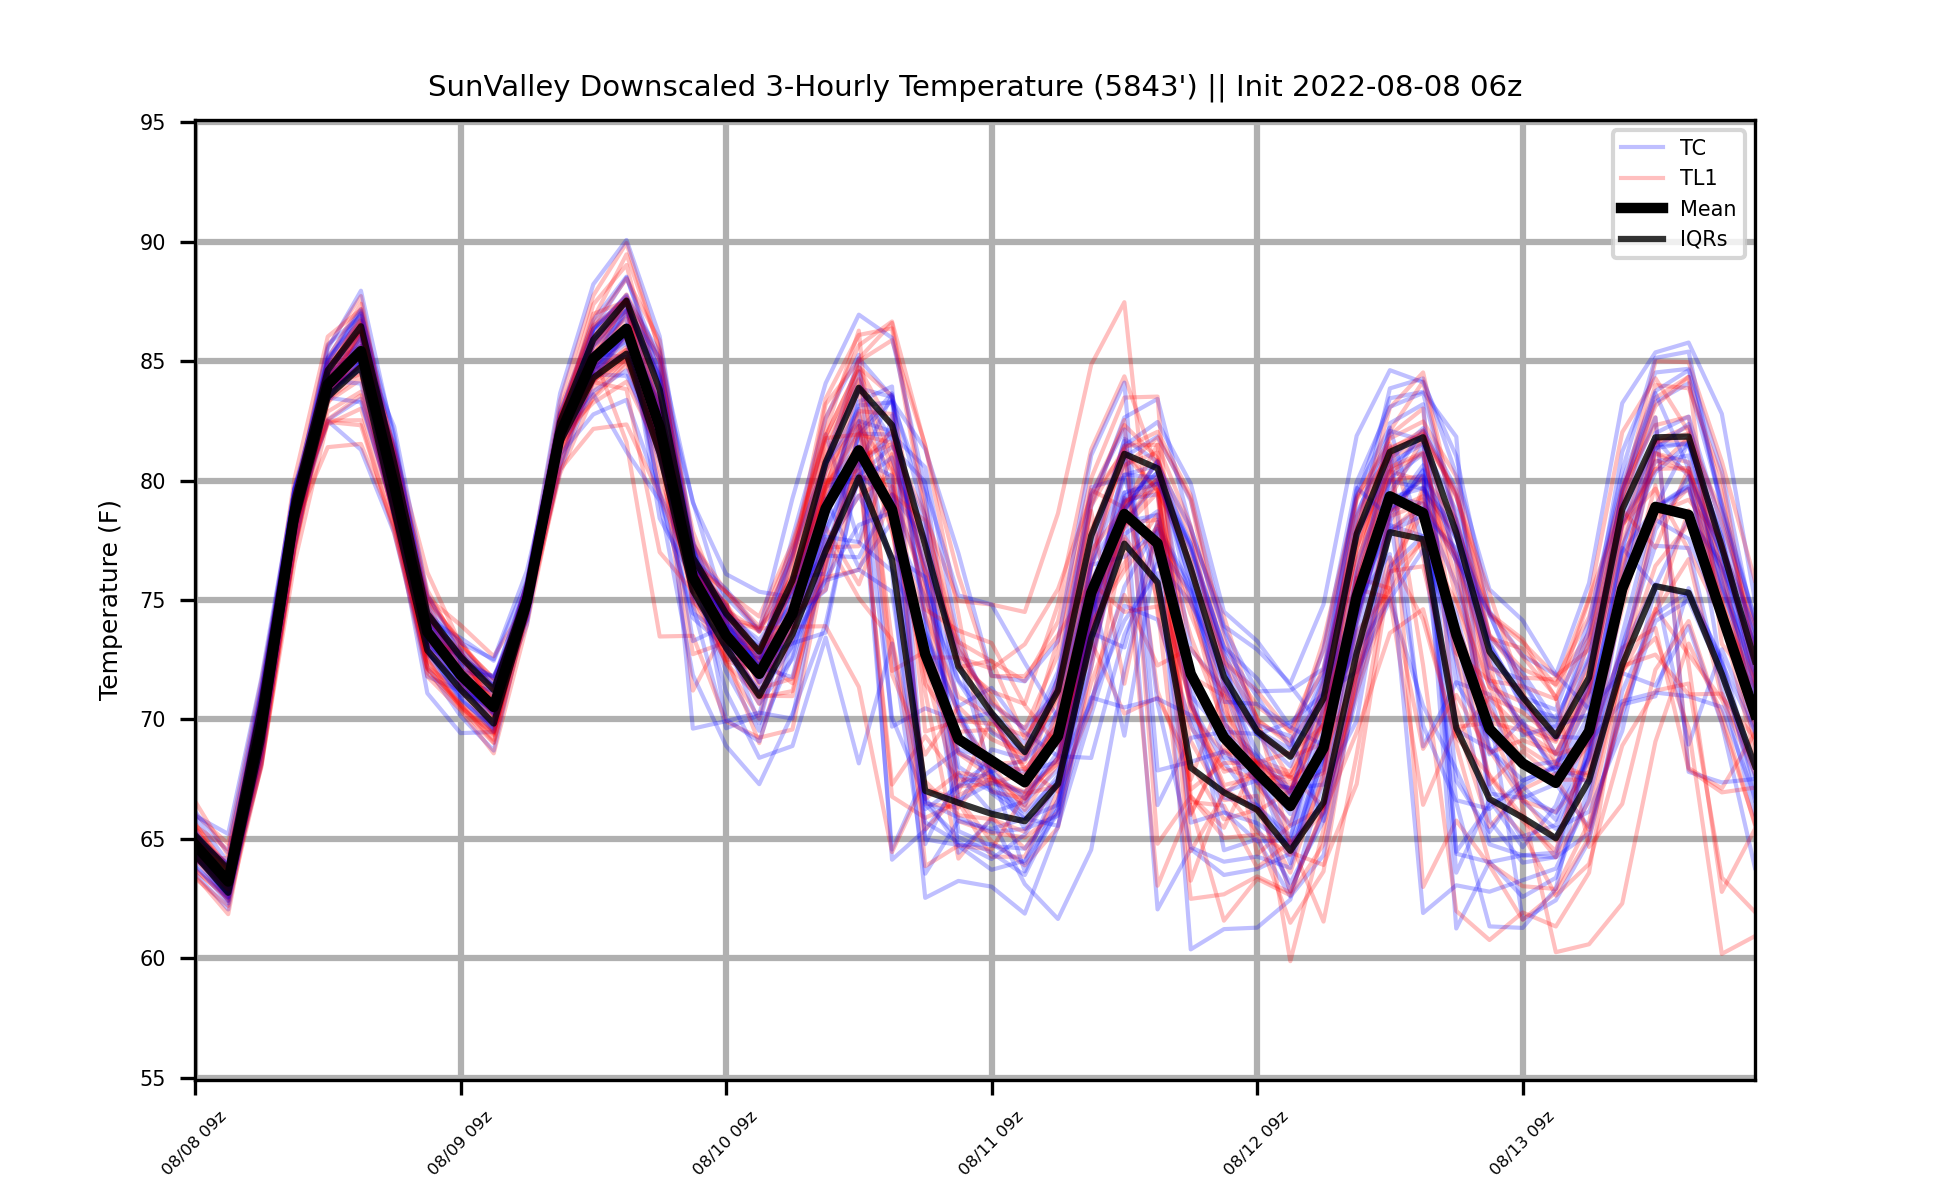 SunValley Downscaled 3-Hourly Temperature (5843') || Init 2022-08-08 06z
95
90
85
80
75
70
65
60
55
Temperature (F)
TC
TL1
Mean
IQRs
08/08 09z
08/09 09z
08/10 09z
08/11 09z
08/12 09z
08/13 09z